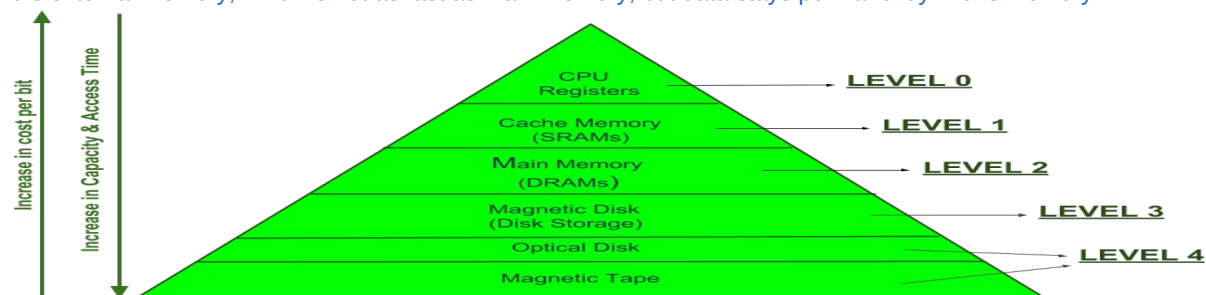 Increase in cost per bit
Increase in Capacity & Access Time
CPU
Registers
LEVEL 0
Cache Memory
(SRAMs)
LEVEL 1
Main Memory
(DRAMs)
LEVEL 2
Magnetic Disk
(Disk Storage)
LEVEL 3
Optical Disk
LEVEL 4
Magnetic Tape